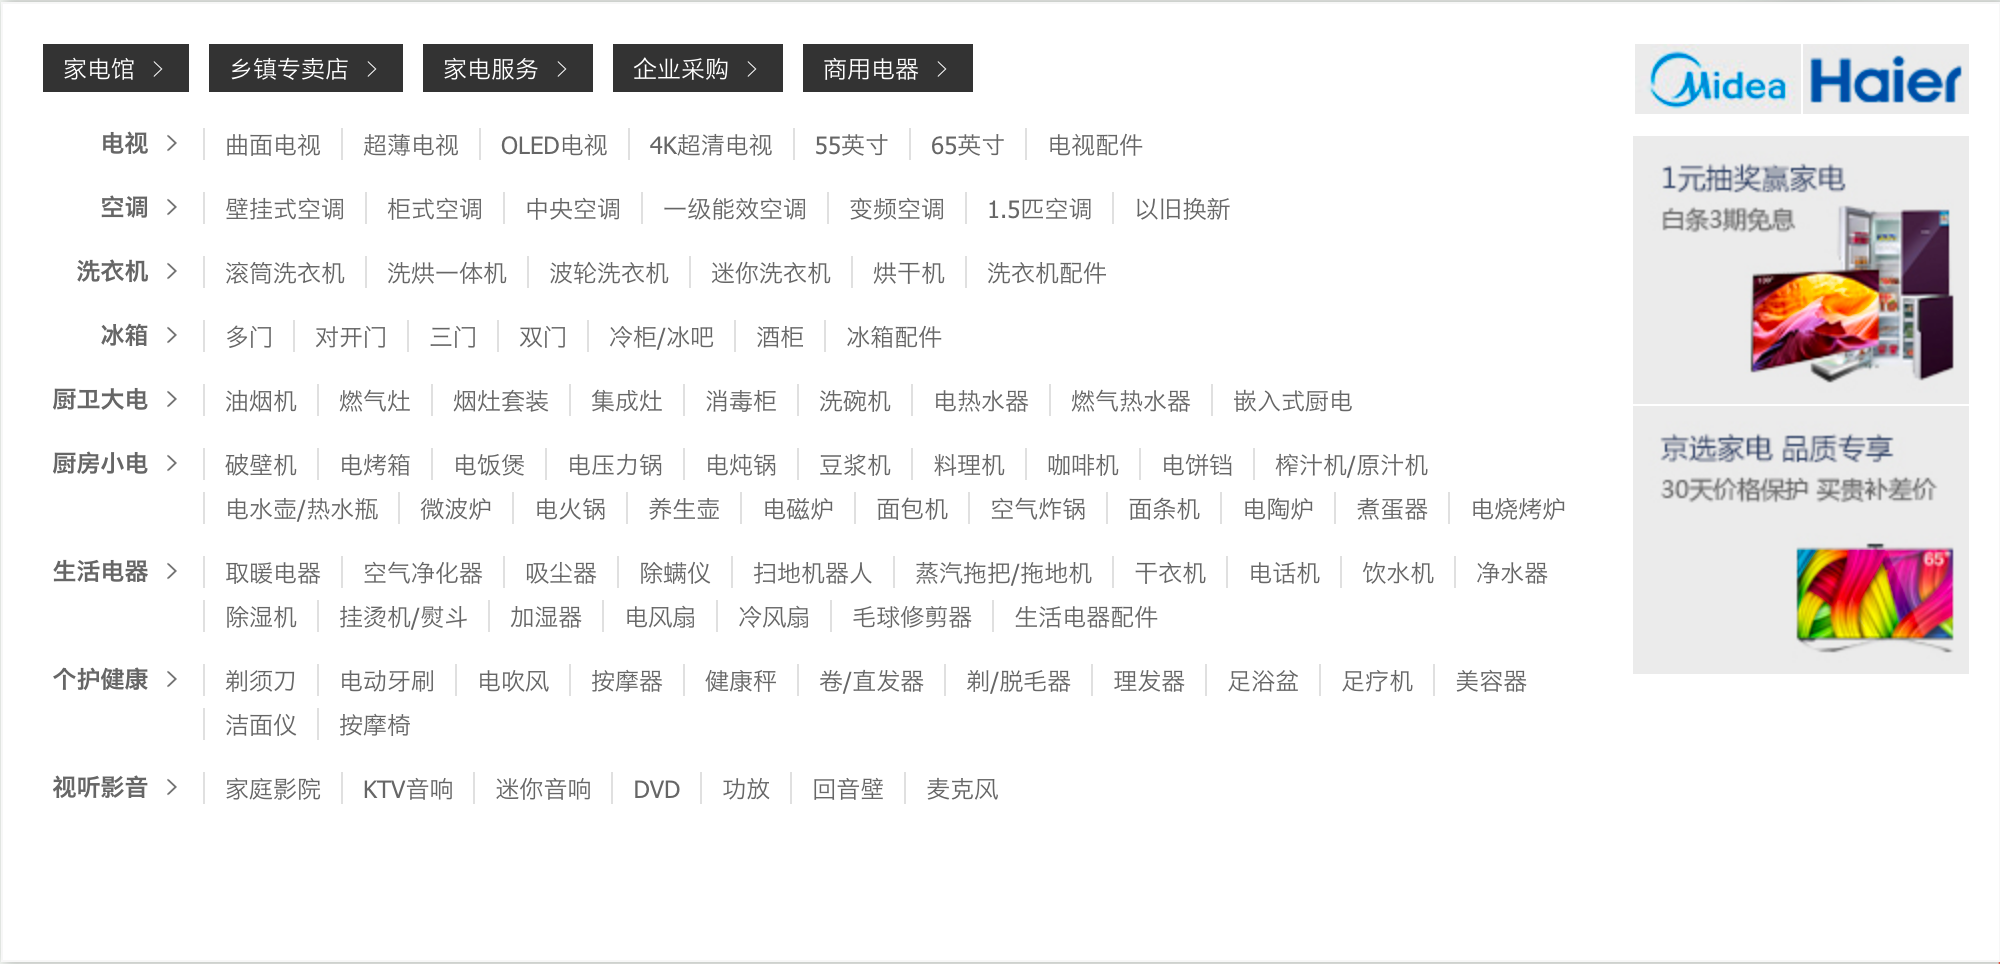 家电馆 > 乡镇专卖店 > 家电服务 > 企业采购 > 商用电器 >
电视 > 曲面电视 超薄电视 OLED电视 4K超清电视 55英寸 65英寸 电视配件
空调 > 壁挂式空调 柜式空调 中央空调 一级能效空调 变频空调 1.5匹空调 以旧换新
洗衣机 > 滚筒洗衣机 洗烘一体机 波轮洗衣机 迷你洗衣机 烘干机 洗衣机配件
冰箱 > 多门 对开门 三门 双门 冷柜/冰吧 酒柜 冰箱配件
厨卫大电 > 油烟机 燃气灶 烟灶套装 集成灶 消毒柜 洗碗机 电热水器 燃气热水器 嵌入式厨电
厨房小电 > 破壁机 电烤箱 电饭煲 电压力锅 电炖锅 豆浆机 料理机 咖啡机 电饼铛 榨汁机/原汁机
电水壶/热水瓶 微波炉 电火锅 养生壶 电磁炉 面包机 空气炸锅 面条机 电陶炉 煮蛋器 电烧烤炉
生活电器 > 取暖电器 空气净化器 吸尘器 除螨仪 扫地机器人 蒸汽拖把/拖地机 干衣机 电话机 饮水机 净水器
除湿机 挂烫机/熨斗 加湿器 电风扇 冷风扇 毛球修剪器 生活电器配件
个护健康 > 剃须刀 电动牙刷 电吹风 按摩器 健康秤 卷/直发器 剃/脱毛器 理发器 足浴盆 足疗机 美容器
洁面仪 按摩椅
视听影音 > 家庭影院 KTV音响 迷你音响 DVD 功放 回音壁 麦克风
Midea Haier
1元抽奖赢家电
白条3期免息
京选家电 品质专享
30天价格保护 买贵补差价
65"